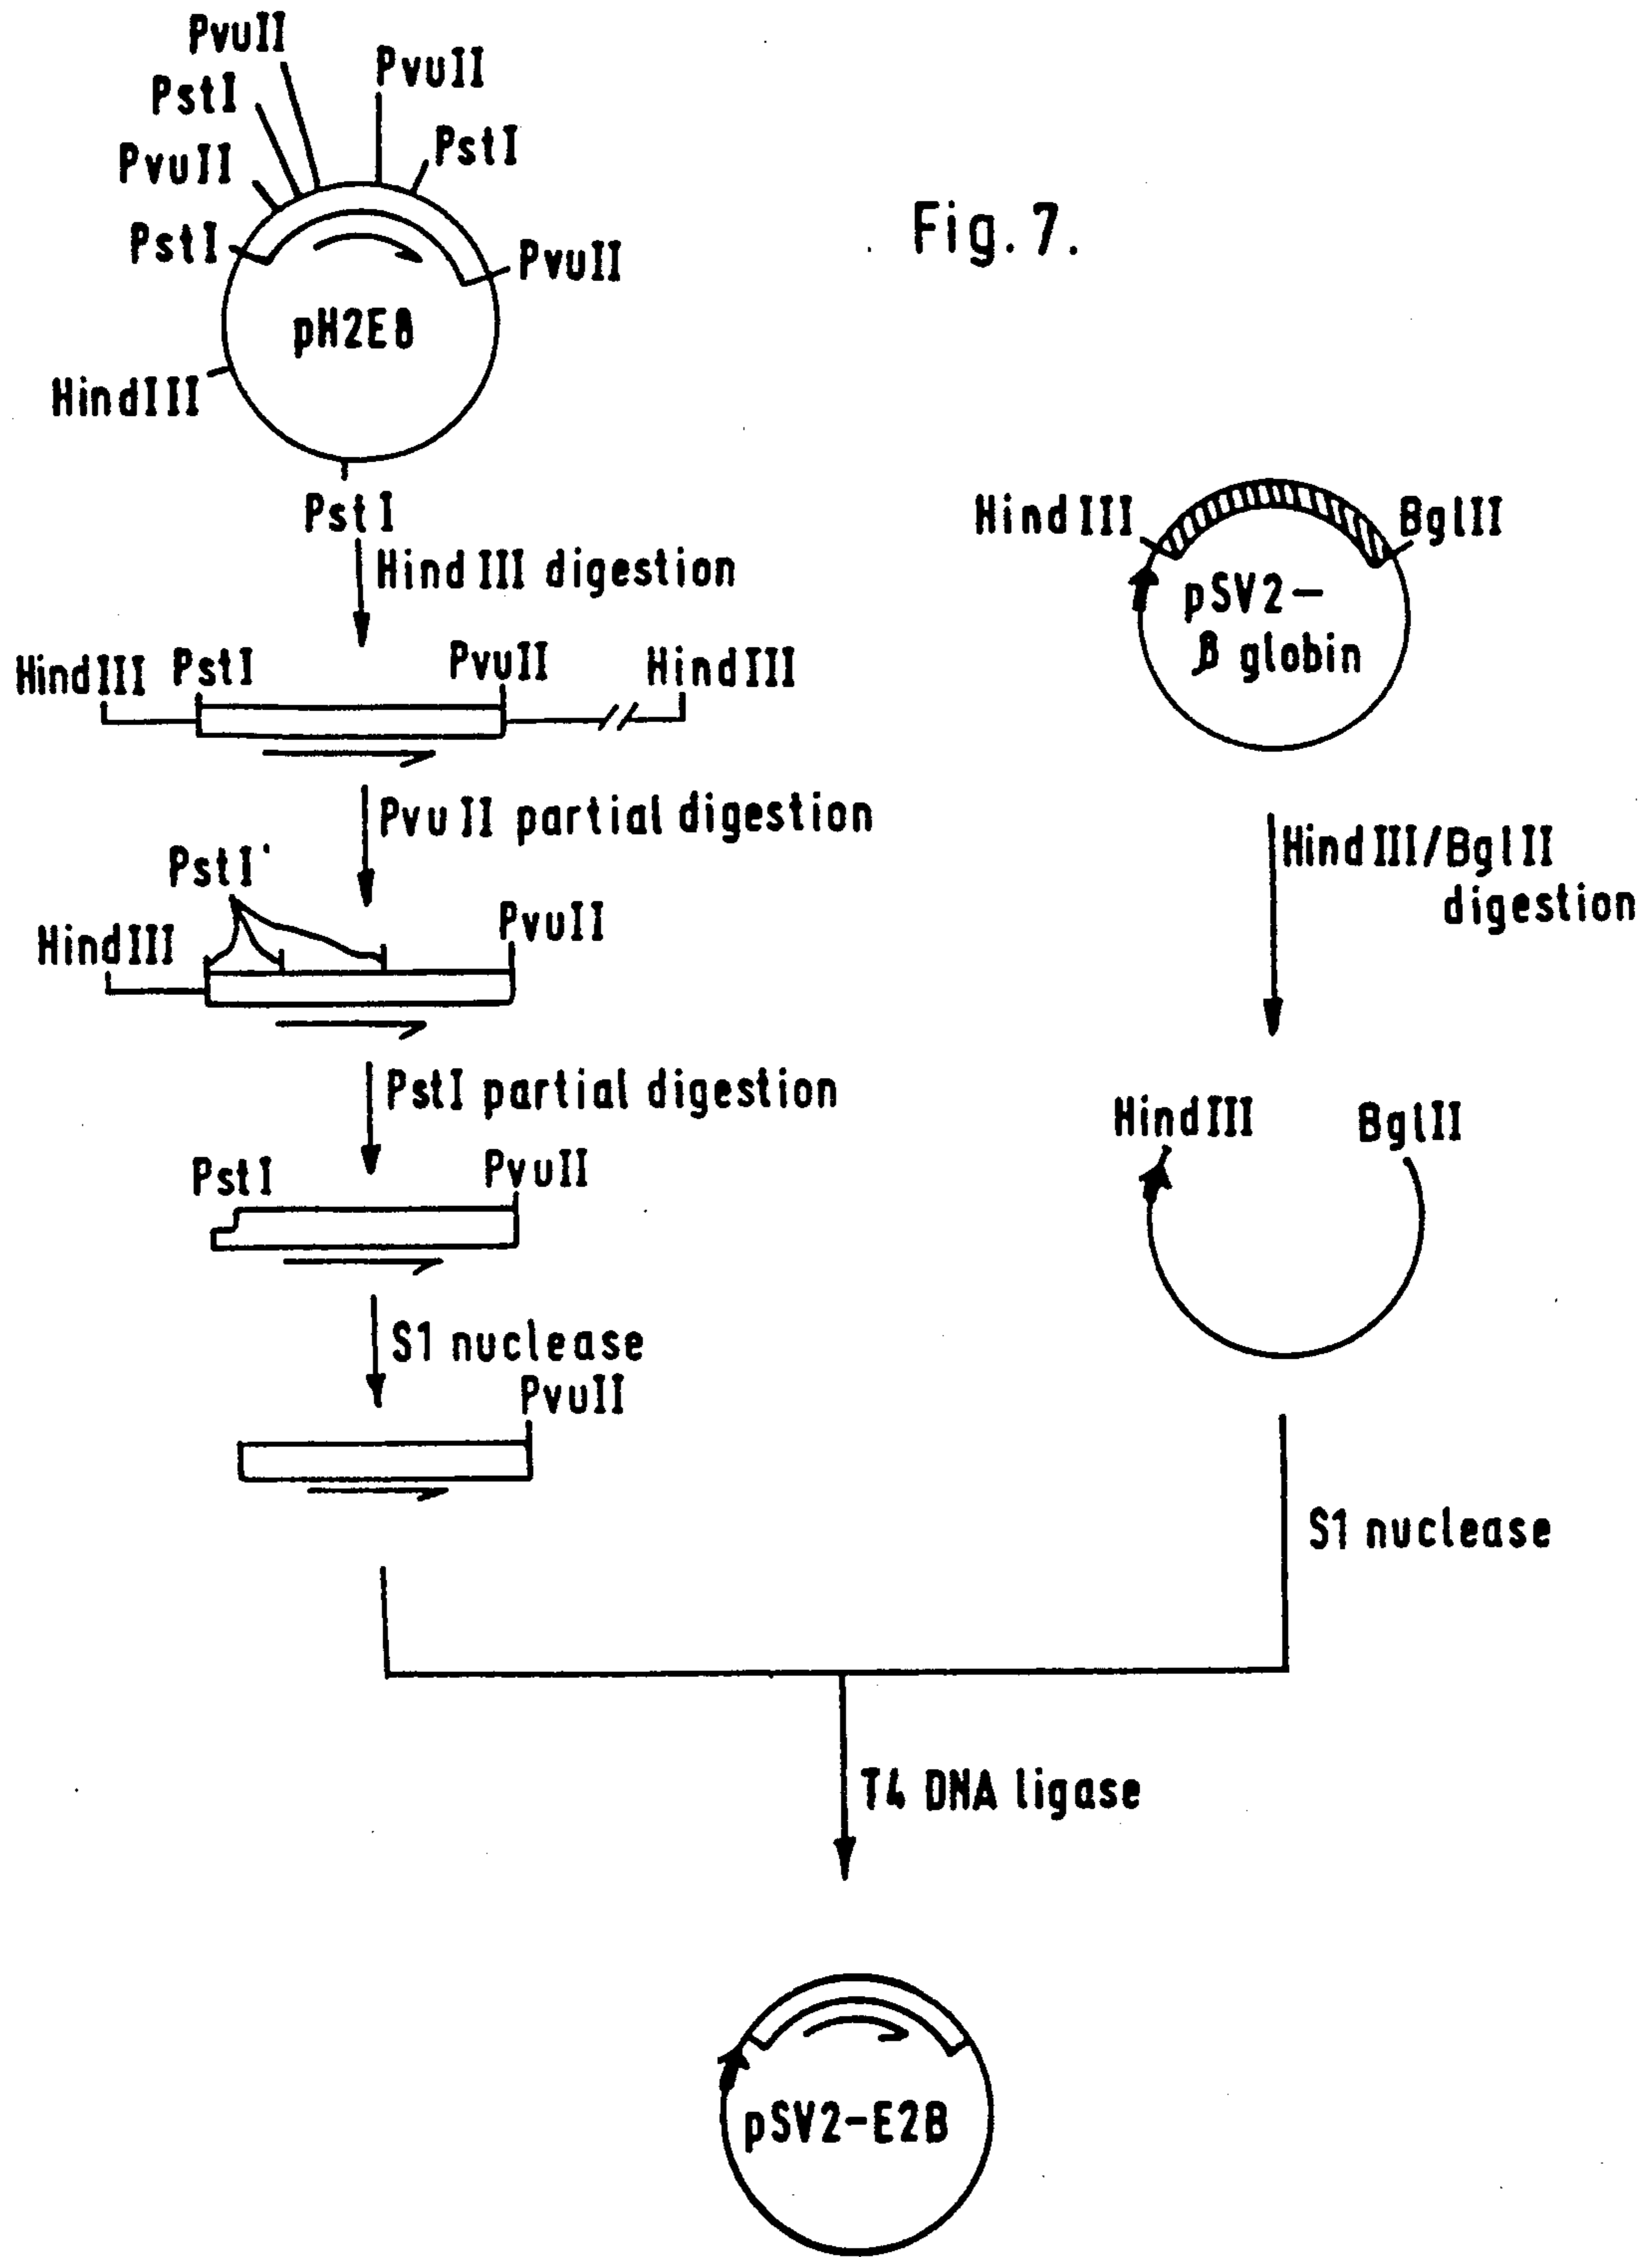 PvuII
PvuII
PstI
PstI
PvuII
PstI
PvuII
pH2E8
HindIII
PstI
Fig. 7.
HindIII digestion
HindIII PstI PvuII HindIII
PvuII partial digestion
PstI'
HindIII PvuII
PstI partial digestion
PstI PvuII
S1 nuclease
PvuII
HindIII BglII
pSV2-
β globin
HindIII/BglII
digestion
HindIII BglII
S1 nuclease
T4 DNA ligase
pSV2-E2B